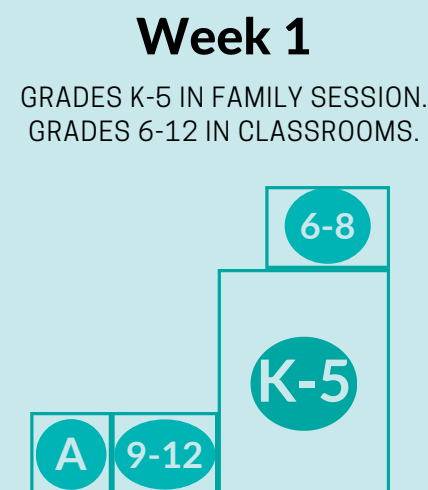 Week 1
GRADES K-5 IN FAMILY SESSION.
GRADES 6-12 IN CLASSROOMS.
6-8
K-5
A
9-12